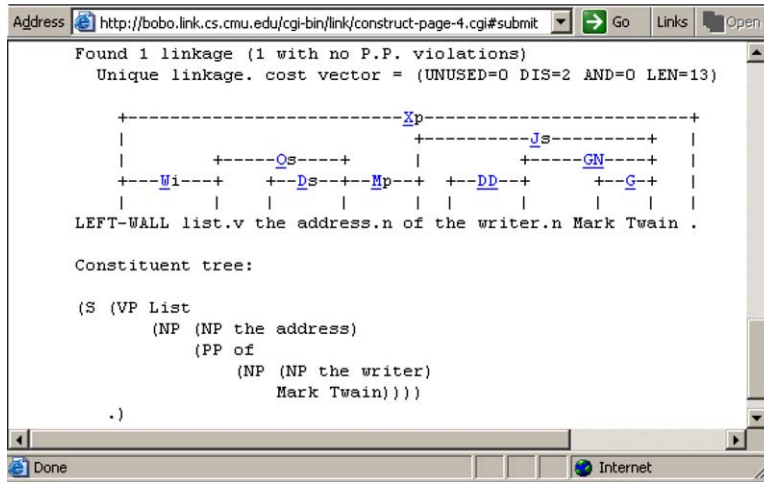 Address http://bobo.link.cs.cmu.edu/cgi-bin/link/construct-page-4.cgi#submit Go Links Open
Found 1 linkage (1 with no P.P. violations)
  Unique linkage. cost vector = (UNUSED=0 DIS=2 AND=0 LEN=13)
    +---------------------------Xp--------------------------+
    |                             +-----------Js---------+  |
    |         +-----Os----+       |         +-----GN-----+  |
    +---Wi---+    +--Ds--+--Mp--+  +--DD--+      +--G-+    |
    |        |    |      |      |  |      |      |    |    |
LEFT-WALL list.v the address.n of the writer.n Mark Twain .
Constituent tree:
(S (VP List
       (NP (NP the address)
           (PP of
               (NP (NP the writer)
                   Mark Twain))))
   .)
Done Internet